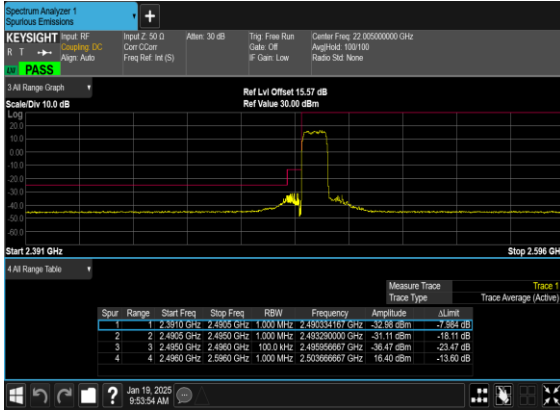 Spectrum Analyzer 1
Spurious Emissions
+
KEYSIGHT Input: RF Input Z: 50 Ω Atten: 30 dB Trig: Free Run Center Freq: 22.005000000 GHz
R T Coupling: DC Corr CCorr Gate: Off Avg|Hold: 100/100
Align: Auto Freq Ref: Int (S) IF Gain: Low Radio Std: None
PASS
3 All Range Graph
Ref Lvl Offset 15.57 dB
Scale/Div 10.0 dB Ref Value 30.00 dBm
Log
20.0
10.0
0.00
-10.0
-20.0
-30.0
-40.0
-50.0
-60.0
Start 2.391 GHz Stop 2.596 GH
4 All Range Table
Measure Trace Trace 1
Trace Type Trace Average (Active)
Spur Range Start Freq Stop Freq RBW Frequency Amplitude ΔLimit
1 1 2.3910 GHz 2.4905 GHz 1.000 MHz 2.490334167 GHz -32.98 dBm -7.984 dB
2 2 2.4905 GHz 2.4950 GHz 1.000 MHz 2.493290000 GHz -31.11 dBm -18.11 dB
3 3 2.4950 GHz 2.4960 GHz 100.0 kHz 2.495956667 GHz -36.47 dBm -23.47 dB
4 4 2.4960 GHz 2.5960 GHz 1.000 MHz 2.503666667 GHz 16.40 dBm -13.60 dB
? Jan 19, 2025
9:53:54 AM